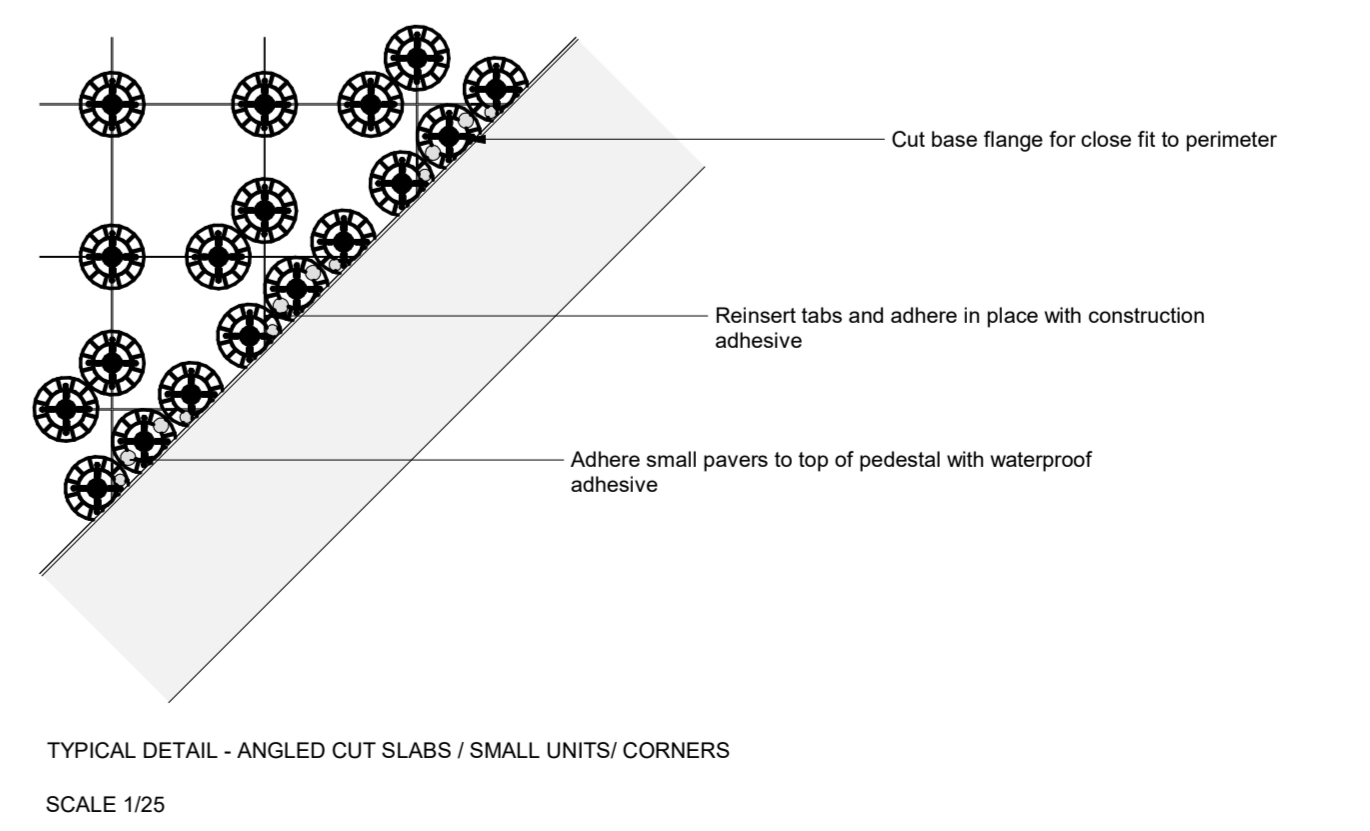 Cut base flange for close fit to perimeter
Reinsert tabs and adhere in place with construction
adhesive
Adhere small pavers to top of pedestal with waterproof
adhesive
TYPICAL DETAIL - ANGLED CUT SLABS / SMALL UNITS/ CORNERS
SCALE 1/25